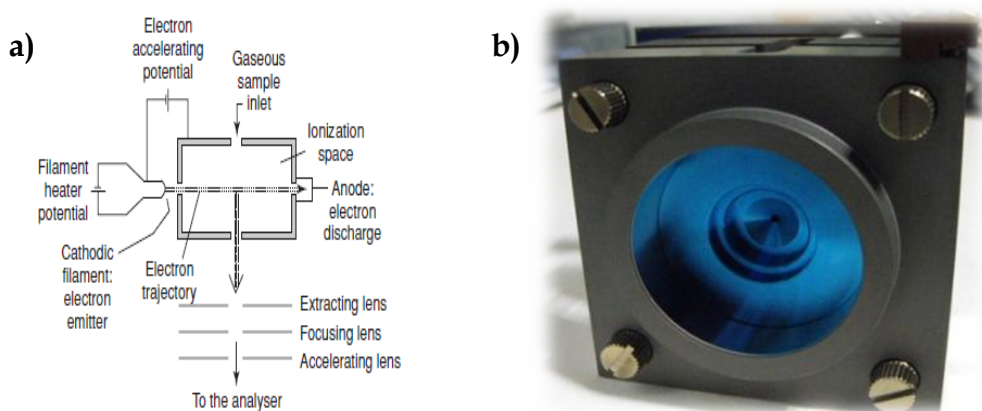 a)
Electron
accelerating
potential
Gaseous
sample
inlet
Ionization
space
Filament
heater
potential
Anode:
electron
discharge
Cathodic
filament:
electron
emitter
Electron
trajectory
Extracting lens
Focusing lens
Accelerating lens
To the analyser
b)